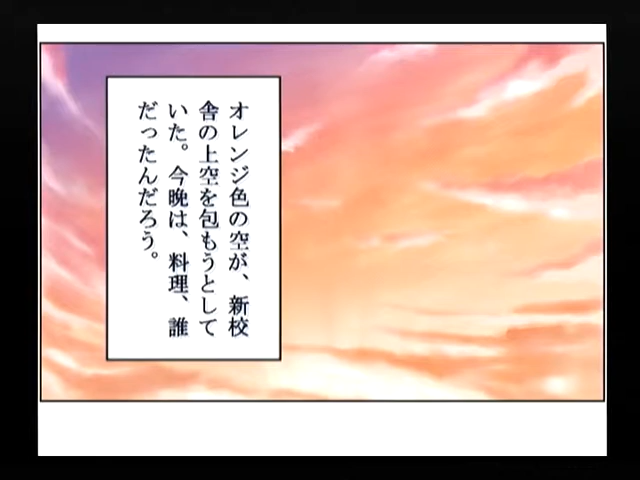 オレンジ色の空が、新校
舎の上空を包もうとして
いた。今晩は、料理、誰
だったんだろう。